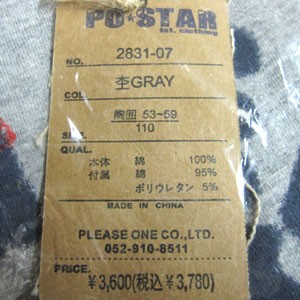 PO★STAR
1st. clothing
NO. 2831-07
COL. 杢GRAY
胸囲 53~59
SIZE. 110
QUAL.
本体 綿 100%
付属 綿 95%
ポリウレタン 5%
MADE IN CHINA
PLEASE ONE CO.,LTD.
052-910-8511
PRICE.
¥3,600(税込¥3,780)